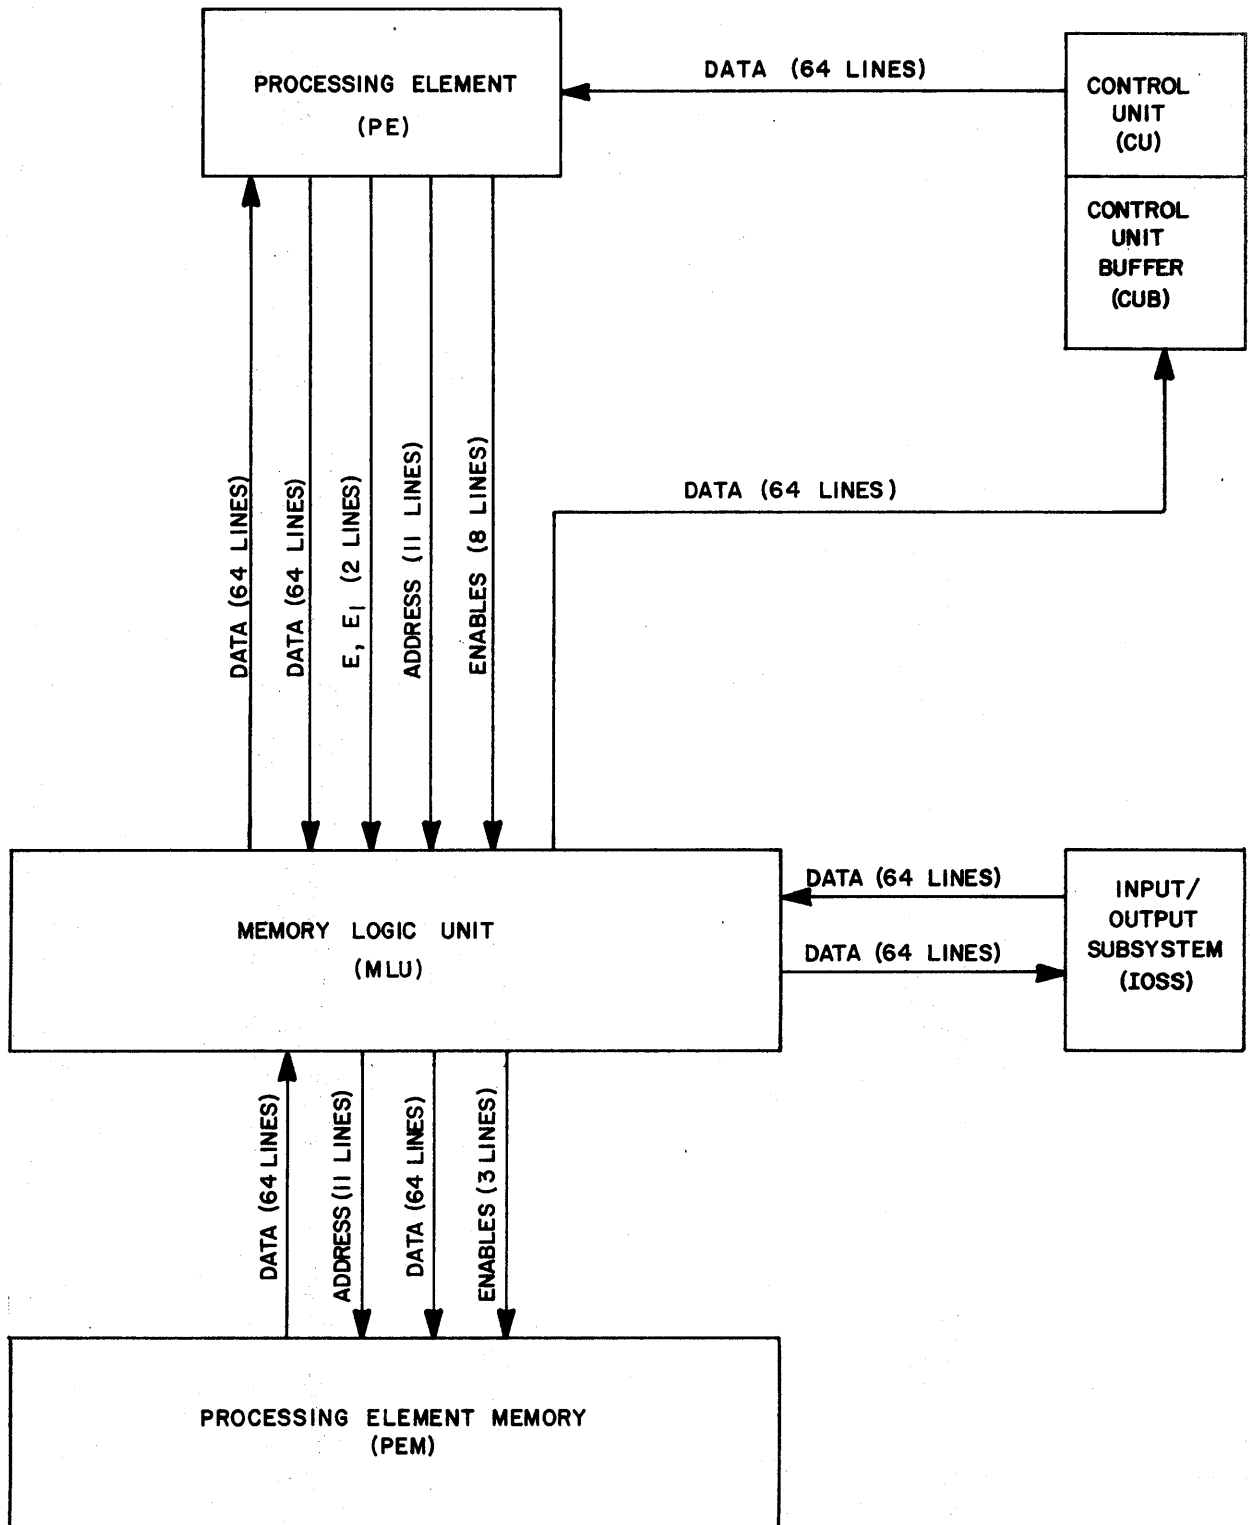 PROCESSING ELEMENT
(PE)
DATA (64 LINES)
CONTROL
UNIT
(CU)
CONTROL
UNIT
BUFFER
(CUB)
DATA (64 LINES)
DATA (64 LINES)
E, E1 (2 LINES)
ADDRESS (11 LINES)
ENABLES (8 LINES)
DATA (64 LINES)
MEMORY LOGIC UNIT
(MLU)
DATA (64 LINES)
DATA (64 LINES)
INPUT/
OUTPUT
SUBSYSTEM
(IOSS)
DATA (64 LINES)
ADDRESS (11 LINES)
DATA (64 LINES)
ENABLES (3 LINES)
PROCESSING ELEMENT MEMORY
(PEM)